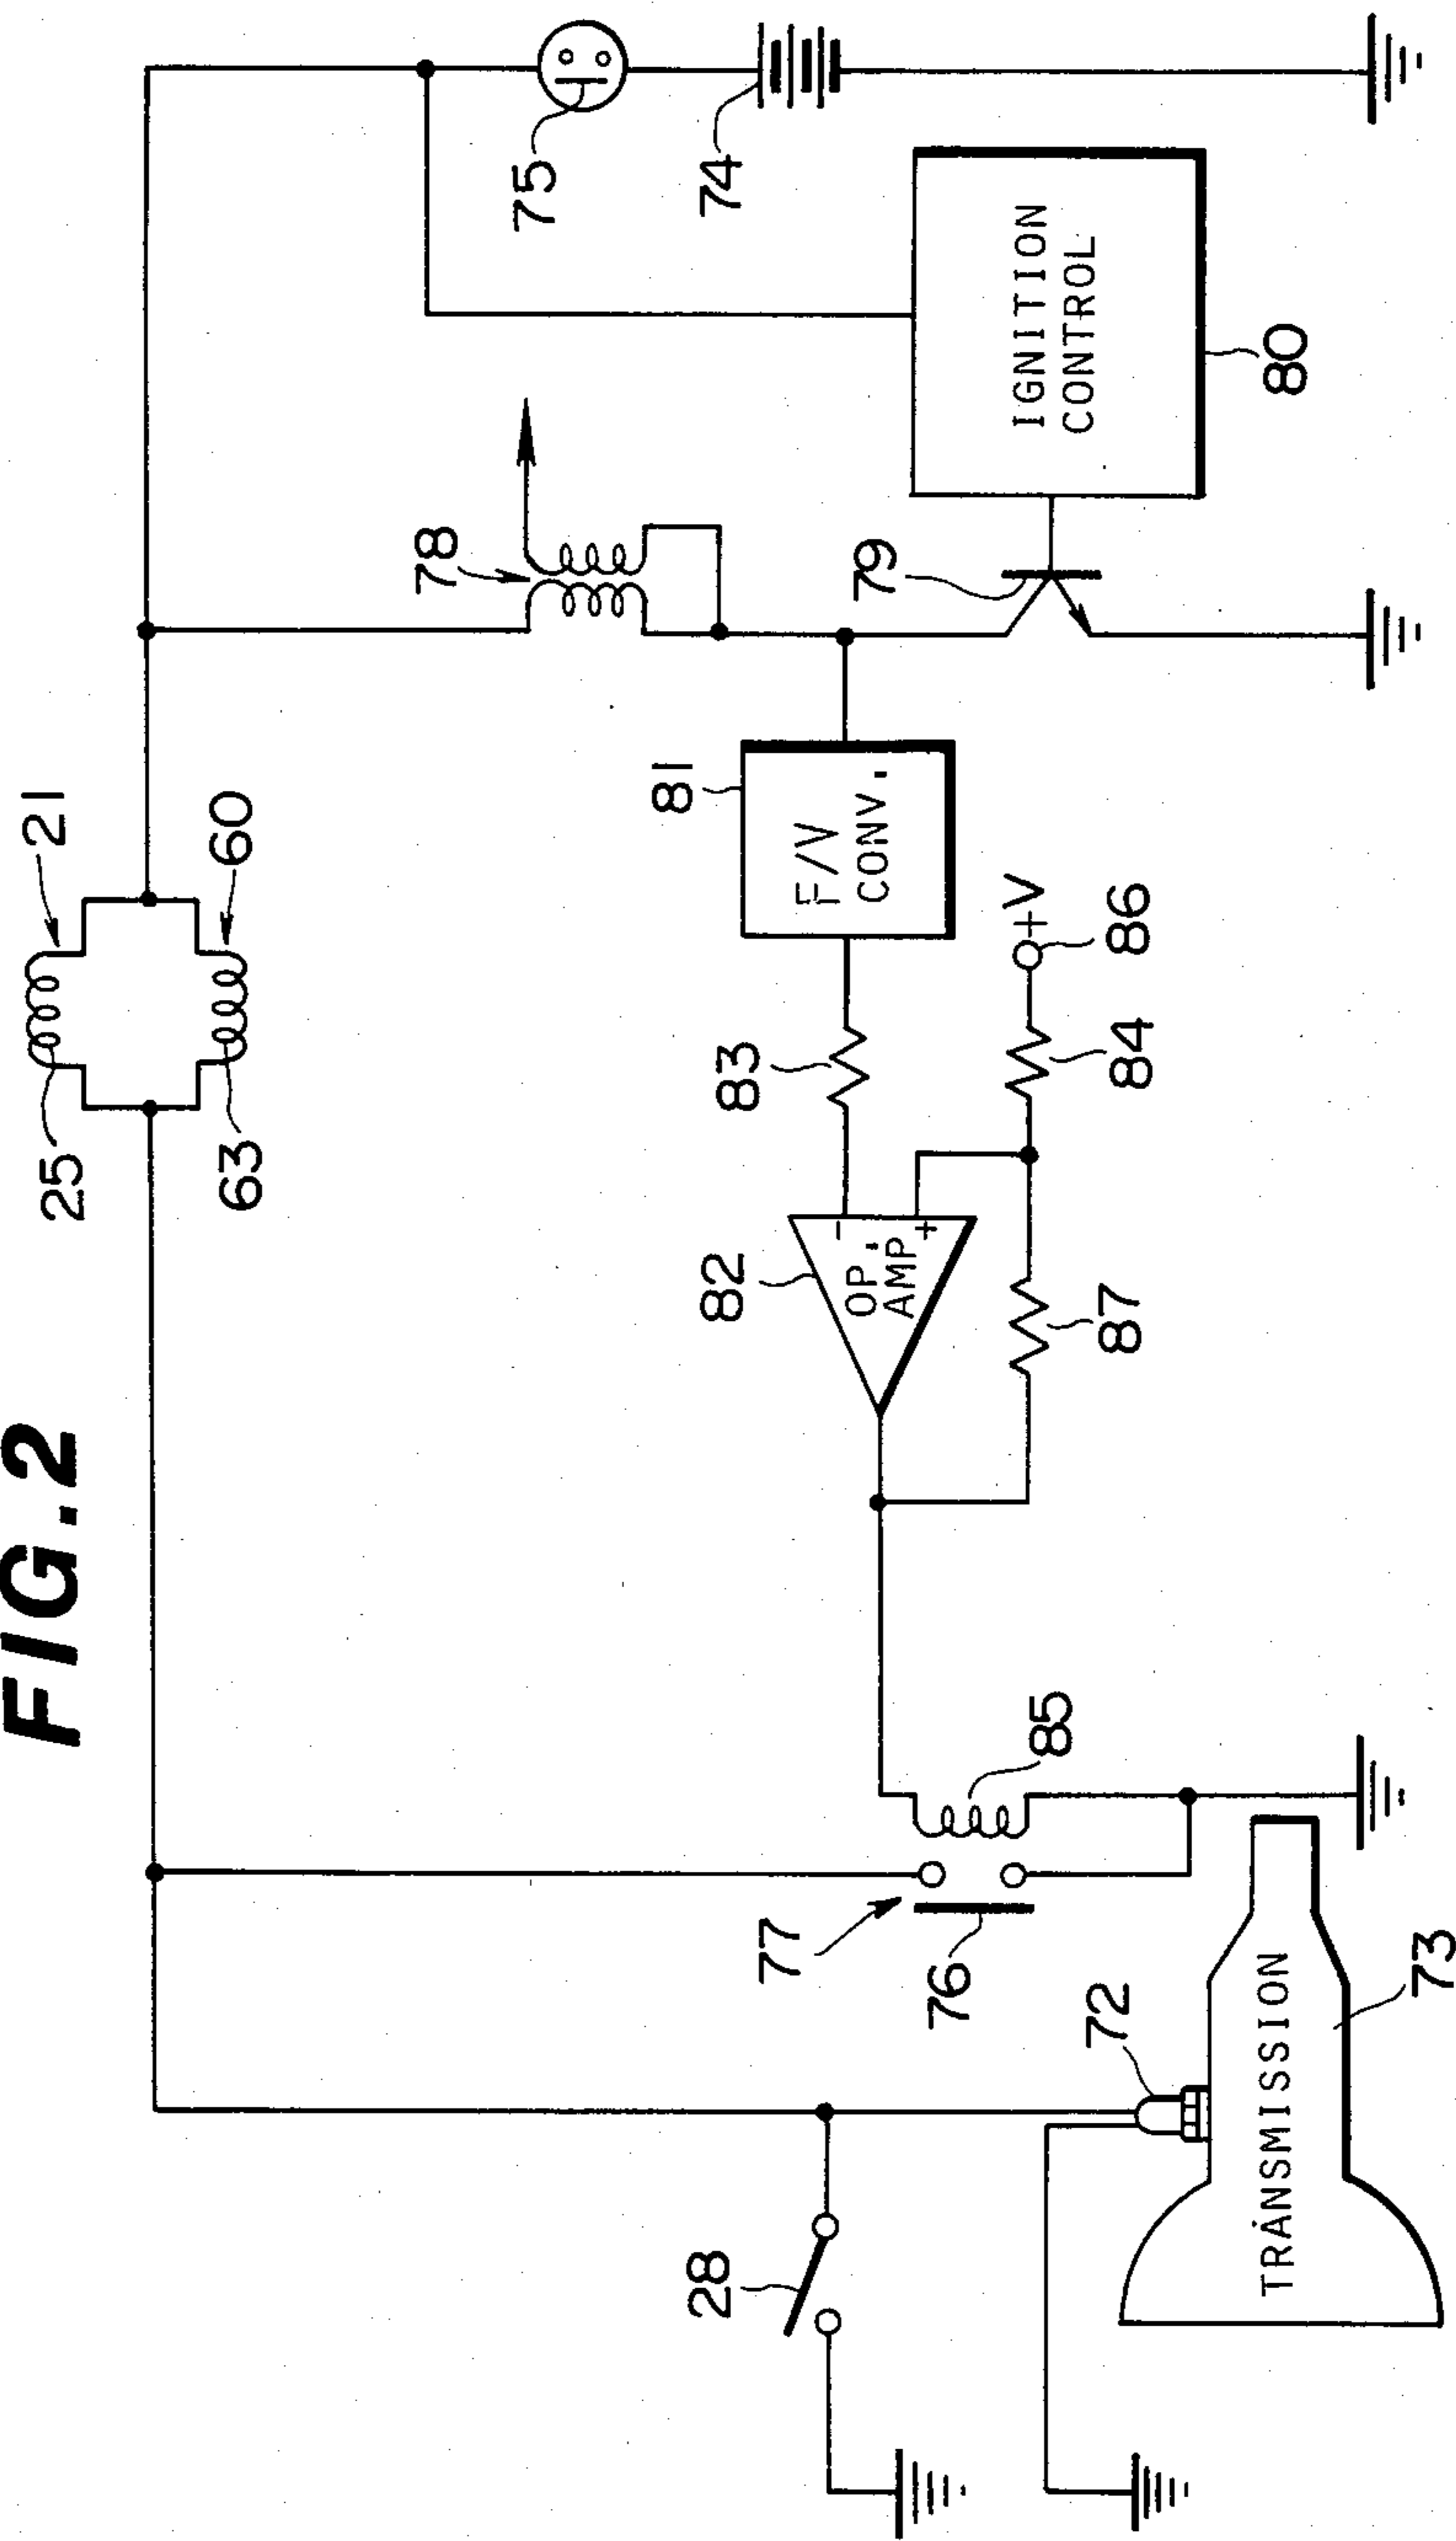 FIG.2
25
21
63
60
78
75
74
28
77
76
72
73
TRANSMISSION
85
82
OP.
AMP
-
+
87
83
84
86
+V
81
F/V
CONV.
79
IGNITION
CONTROL
80